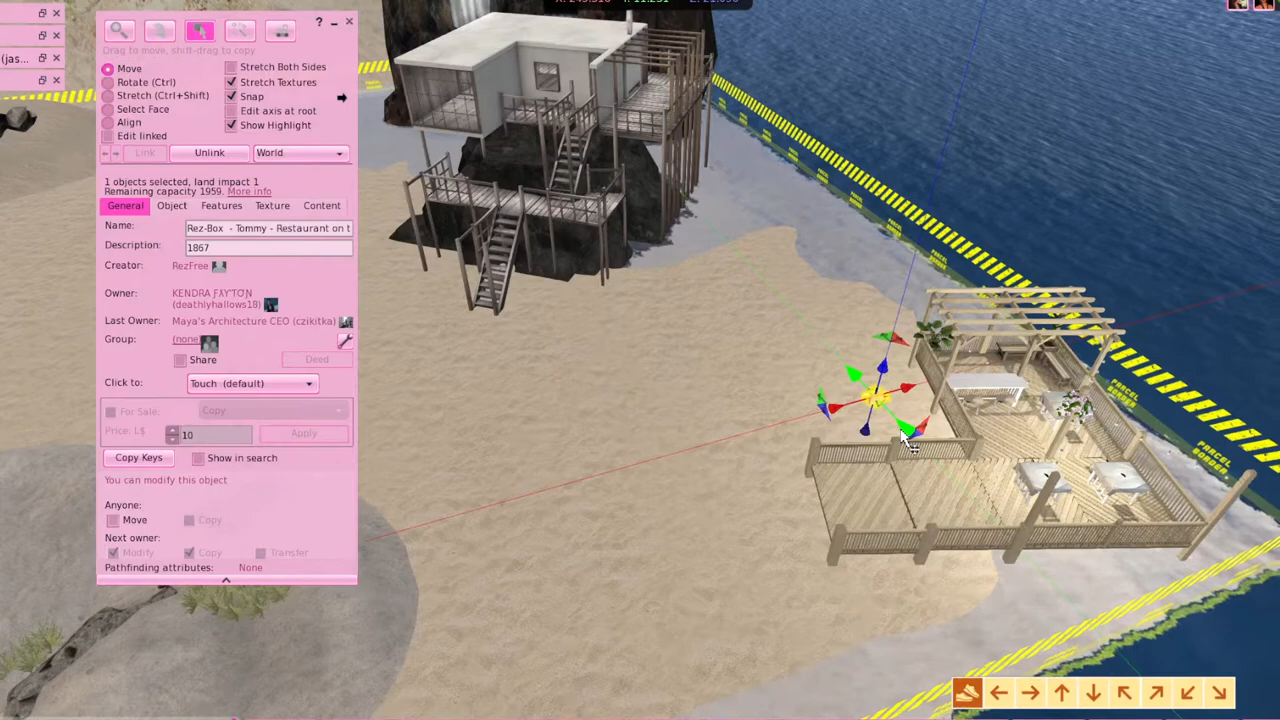 (jas...
?
Drag to move, shift-drag to copy
Move
Rotate (Ctrl)
Stretch (Ctrl+Shift)
Select Face
Align
Edit linked
Stretch Both Sides
Stretch Textures
Snap
Edit axis at root
Show Highlight
Link
Unlink
World
1 objects selected, land impact 1
Remaining capacity 1959. More info
General
Object
Features
Texture
Content
Name:
Rez-Box - Tommy - Restaurant on t
Description:
1867
Creator:
RezFree
Owner:
(deathlyhallows18)
Last Owner:
Maya's Architecture CEO (czikitka)
Group:
(none)
Share
Deed
Click to:
Touch (default)
For Sale:
Copy
Price: L$
10
Apply
Copy Keys
Show in search
You can modify this object
Anyone:
Move
Copy
Next owner:
Modify
Copy
Transfer
Pathfinding attributes:
None
PARCEL BORDER
PARCEL BORDER
PARCEL BORDER